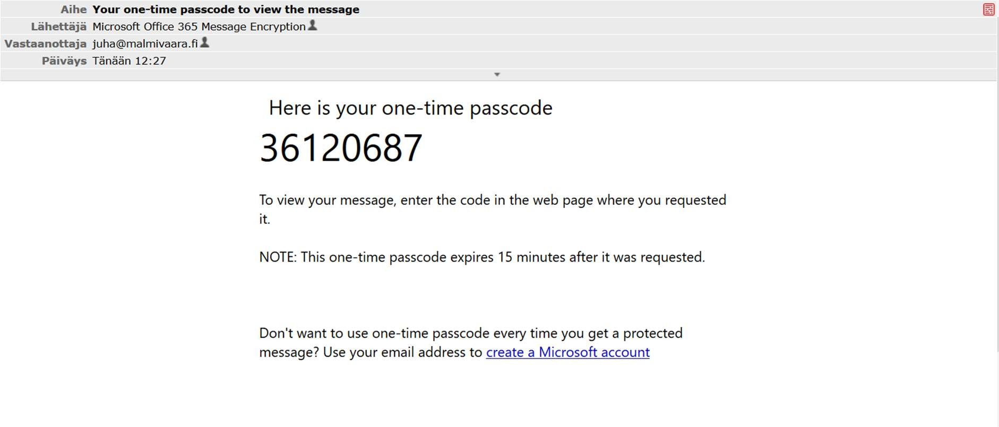 Aihe Your one-time passcode to view the message
Lähettäjä Microsoft Office 365 Message Encryption
Vastaanottaja juha@malmivaara.fi
Päiväys Tänään 12:27
Here is your one-time passcode
36120687
To view your message, enter the code in the web page where you requested
it.
NOTE: This one-time passcode expires 15 minutes after it was requested.
Don't want to use one-time passcode every time you get a protected
message? Use your email address to create a Microsoft account